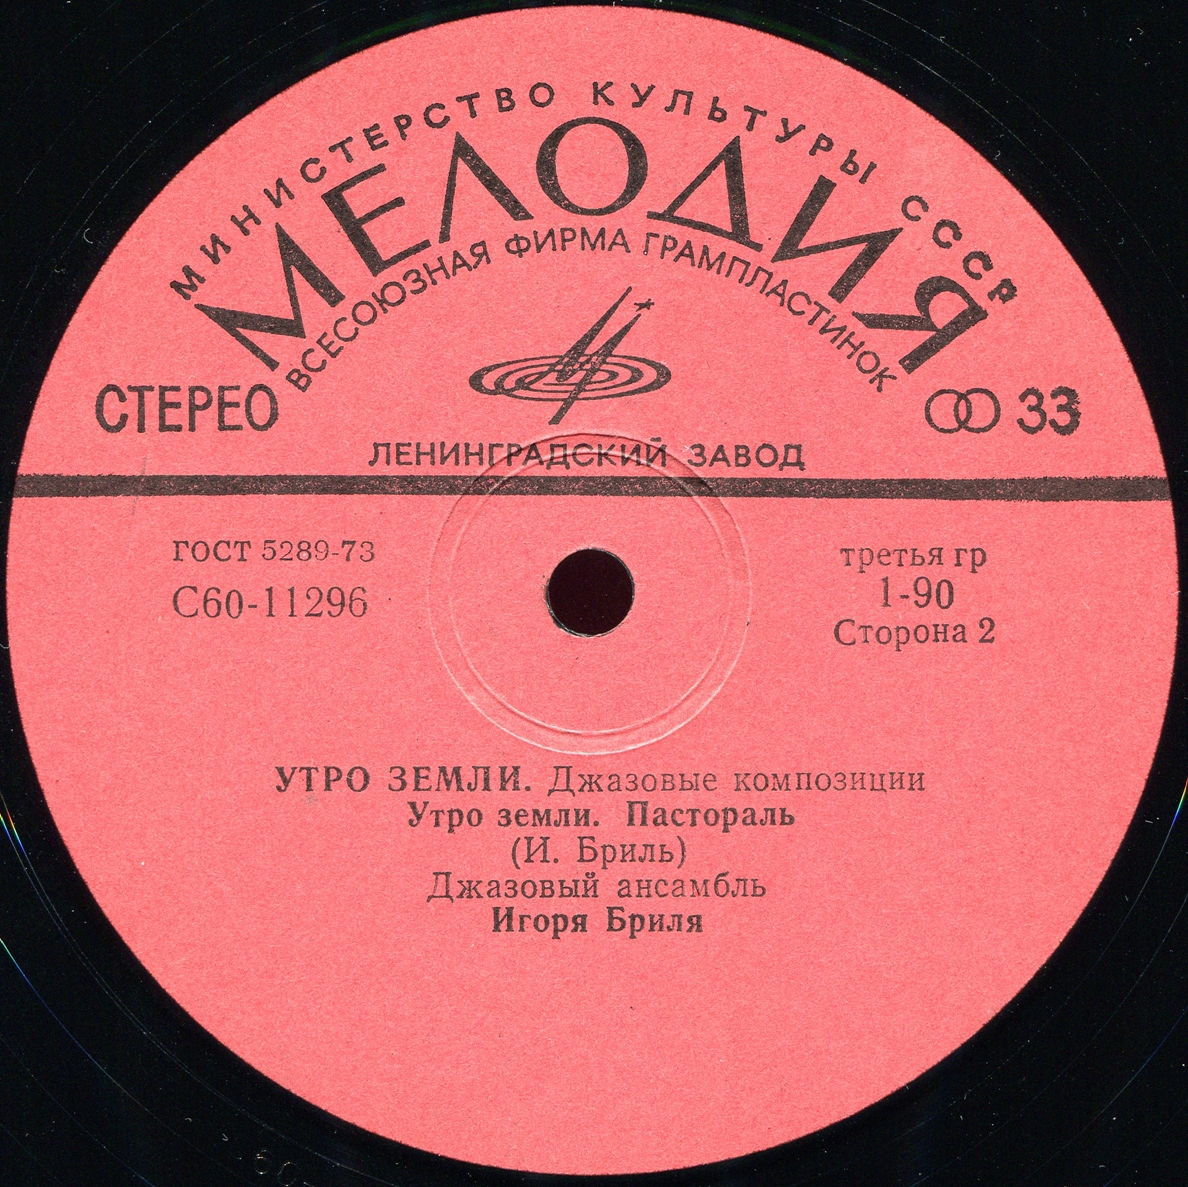 МИНИСТЕРСТВО КУЛЬТУРЫ СССР
МЕЛОДИЯ
ВСЕСОЮЗНАЯ ФИРМА ГРАМПЛАСТИНОК
СТЕРЕО
33
ЛЕНИНГРАДСКИЙ ЗАВОД
ГОСТ 5289-73
С60-11296
третья гр
1-90
Сторона 2
УТРО ЗЕМЛИ. Джазовые композиции
Утро земли. Пастораль
(И. Бриль)
Джазовый ансамбль
Игоря Бриля